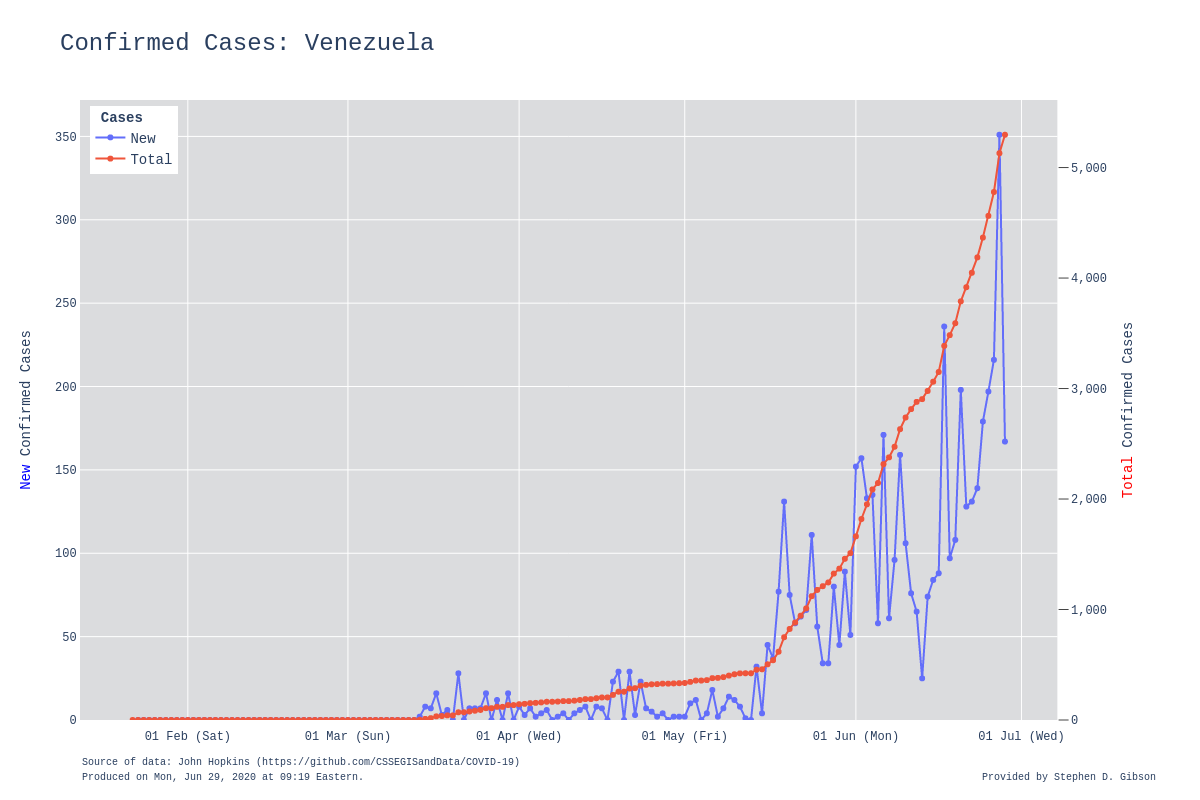 Confirmed Cases: Venezuela
Cases
New
Total
350
300
250
200
150
100
50
0
5,000
4,000
3,000
2,000
1,000
0
New Confirmed Cases
Total Confirmed Cases
01 Feb (Sat)
01 Mar (Sun)
01 Apr (Wed)
01 May (Fri)
01 Jun (Mon)
01 Jul (Wed)
Source of data: John Hopkins (https://github.com/CSSEGISandData/COVID-19)
Produced on Mon, Jun 29, 2020 at 09:19 Eastern.
Provided by Stephen D. Gibson